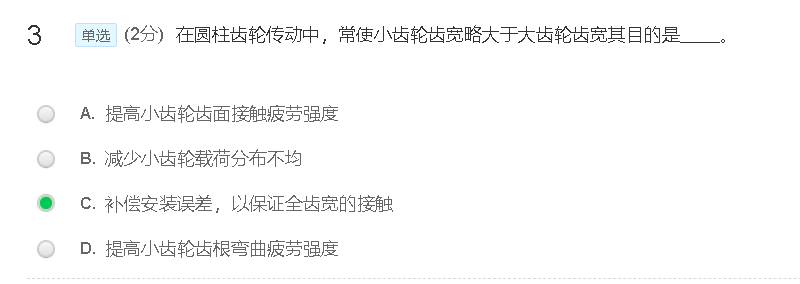 3 单选 (2分) 在圆柱齿轮传动中，常使小齿轮齿宽略大于大齿轮齿宽其目的是_____。
A. 提高小齿轮齿面接触疲劳强度
B. 减少小齿轮载荷分布不均
C. 补偿安装误差，以保证全齿宽的接触
D. 提高小齿轮齿根弯曲疲劳强度